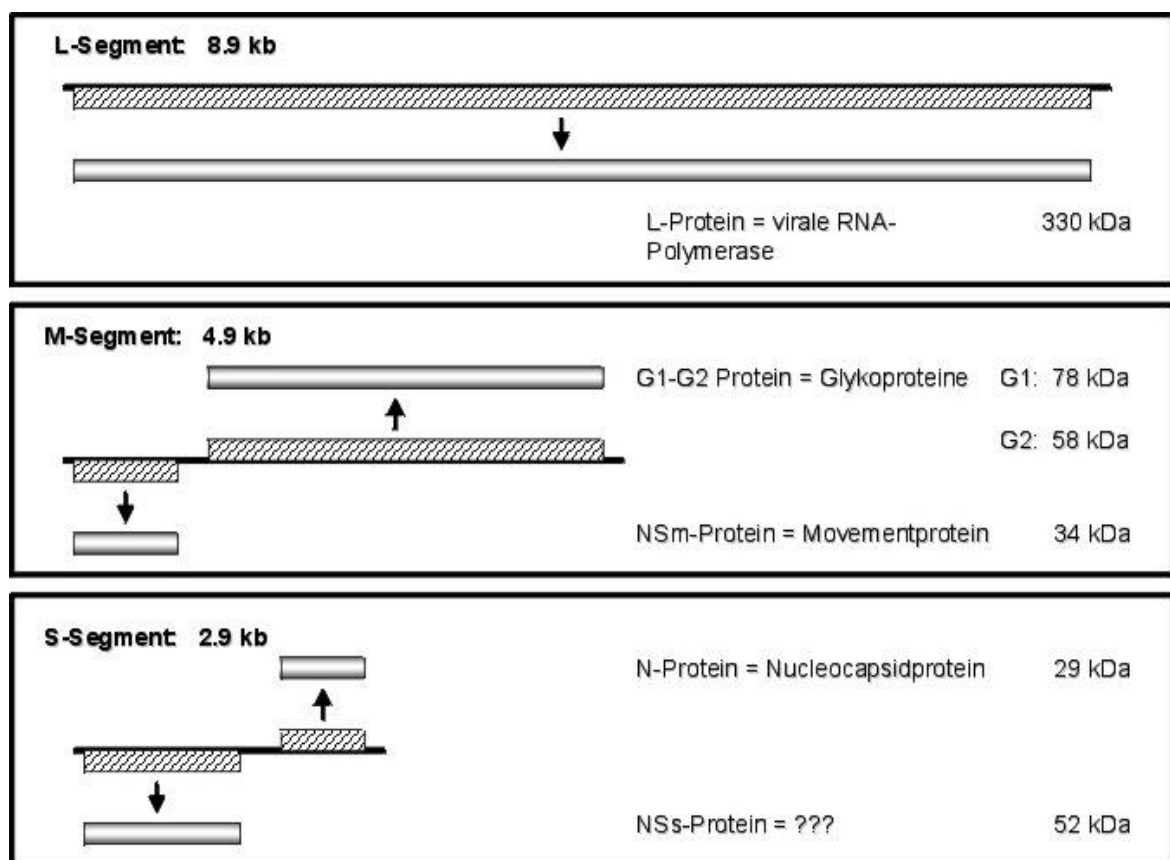 L-Segment: 8.9 kb
L-Protein = virale RNA-
Polymerase
330 kDa
M-Segment: 4.9 kb
G1-G2 Protein = Glykoproteine G1: 78 kDa
G2: 58 kDa
NSm-Protein = Movementprotein 34 kDa
S-Segment: 2.9 kb
N-Protein = Nucleocapsidprotein 29 kDa
NSs-Protein = ??? 52 kDa